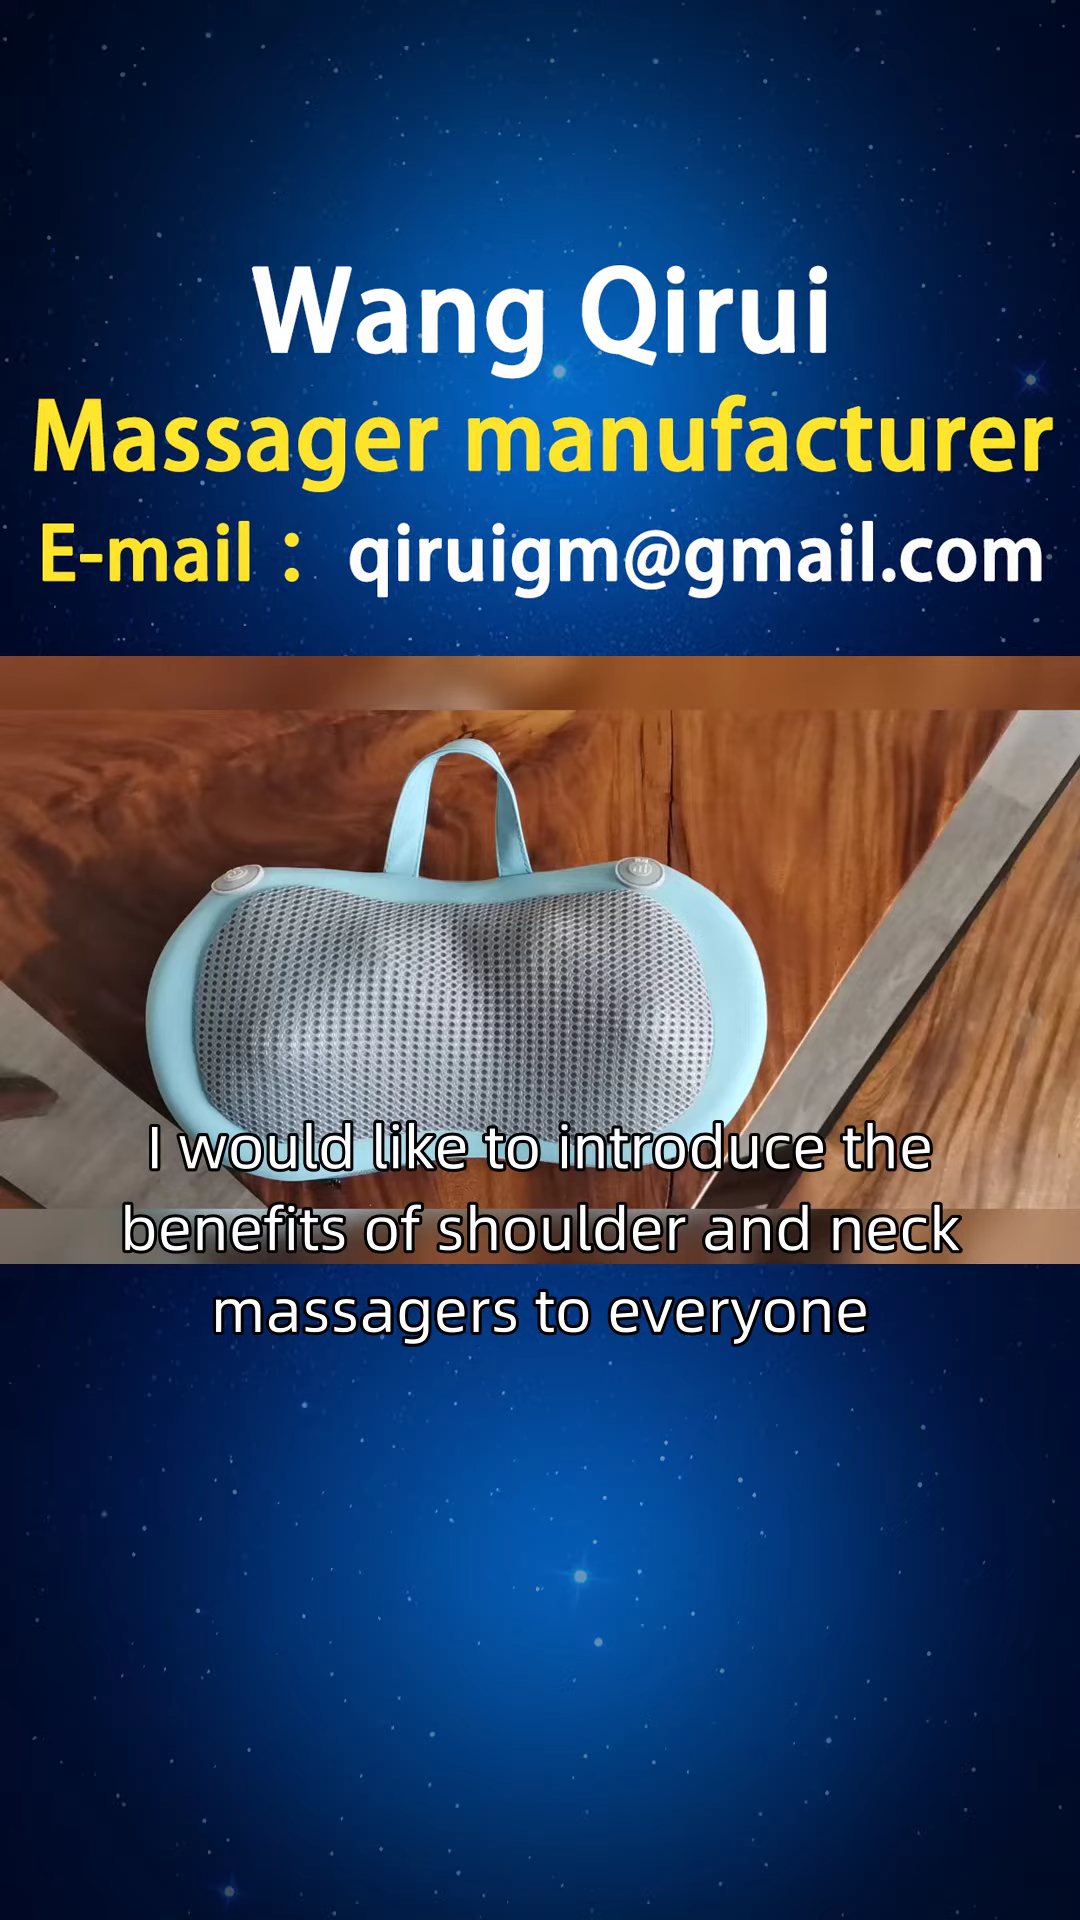 Wang Qirui
Massager manufacturer
E-mail： qiruigm@gmail.com
I would like to introduce the
benefits of shoulder and neck
massagers to everyone